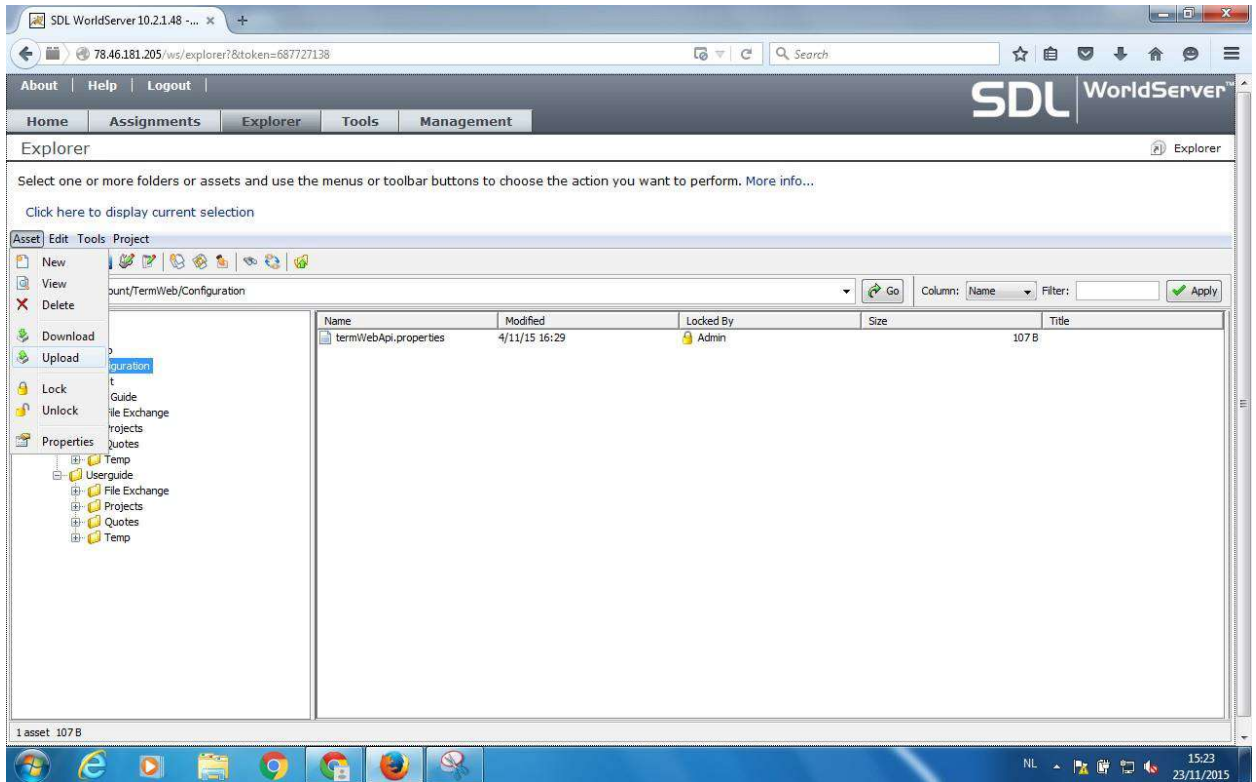 SDL WorldServer 10.2.1.48 -... × +
78.46.181.205/ws/explorer?&token=687727138
Search
About | Help | Logout |
SDL WorldServer™
Home Assignments Explorer Tools Management
Explorer
Explorer
Select one or more folders or assets and use the menus or toolbar buttons to choose the action you want to perform. More info...
Click here to display current selection
Asset Edit Tools Project
New
View
Delete
Download
Upload
Lock
Unlock
Properties
ount/TermWeb/Configuration
Go
Column: Name
Filter:
Apply
Name Modified Locked By Size Title
termWebApi.properties 4/11/15 16:29 Admin 107 B
iguration
t
Guide
ile Exchange
rojects
Quotes
Temp
Userguide
File Exchange
Projects
Quotes
Temp
1 asset 107 B
NL
15:23
23/11/2015